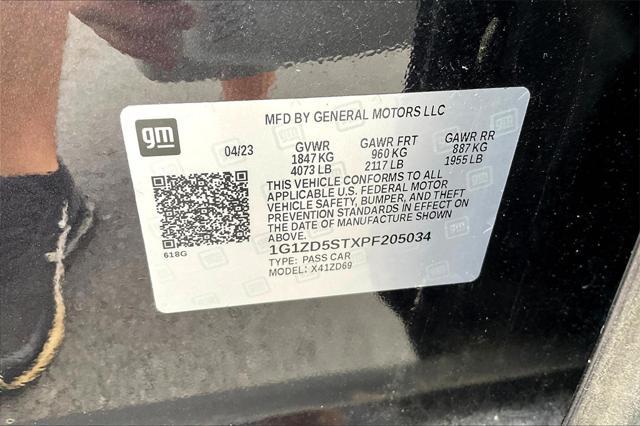 MFD BY GENERAL MOTORS LLC
gm
04/23 GVWR GAWR FRT GAWR RR
1847 KG 960 KG 887 KG
4073 LB 2117 LB 1955 LB
THIS VEHICLE CONFORMS TO ALL
APPLICABLE U.S. FEDERAL MOTOR
VEHICLE SAFETY, BUMPER, AND THEFT
PREVENTION STANDARDS IN EFFECT ON
THE DATE OF MANUFACTURE SHOWN
ABOVE.
618G
1G1ZD5STXPF205034
TYPE: PASS CAR
MODEL: X41ZD69